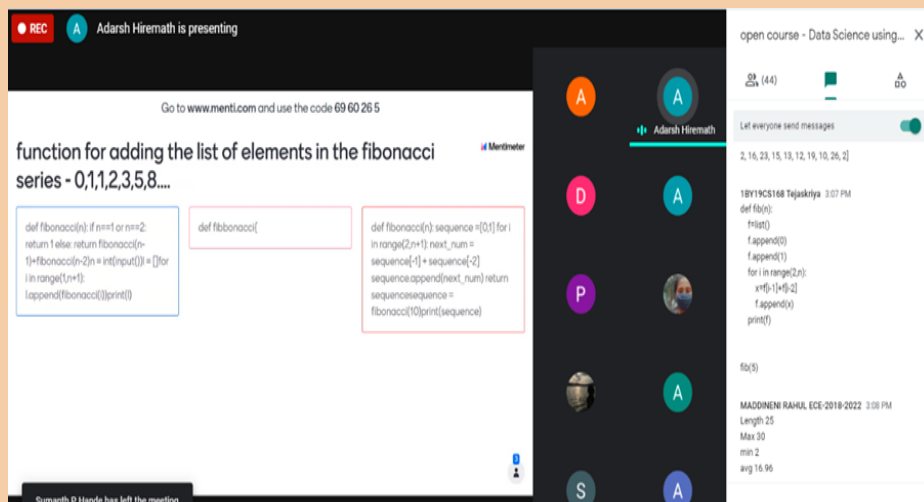 REC
A
Adarsh Hiremath is presenting
Go to www.menti.com and use the code 69 60 26 5
function for adding the list of elements in the fibonacci
series - 0,1,1,2,3,5,8....
Mentimeter
def fibonacci(n): if n==1 or n==2:
return 1 else: return fibonacci(n-
1)+fibonacci(n-2)n = int(input())l = []for
i in range(1,n+1):
l.append(fibonacci(i))print(l)
def fibbonaci(
def fibonacci(n): sequence =[0,1] for i
in range(2,n+1): next_num =
sequence[-1] + sequence[-2]
sequence.append(next_num) return
sequencesequence =
fibonacci(10)print(sequence)
3
Sumanth P Hande has left the meeting
A
A
Adarsh Hiremath
D
A
P
A
S
A
open course - Data Science using...
(44)
Let everyone send messages
2, 16, 23, 15, 13, 12, 19, 10, 26, 2]
1BY19CS168 Tejaskriya 3:07 PM
def fib(n):
f=list()
f.append(0)
f.append(1)
for i in range(2,n):
x=f[i-1]+f[i-2]
f.append(x)
print(f)
fib(5)
MADDINENI RAHUL ECE-2018-2022 3:08 PM
Length 25
Max 30
min 2
avg 16.96